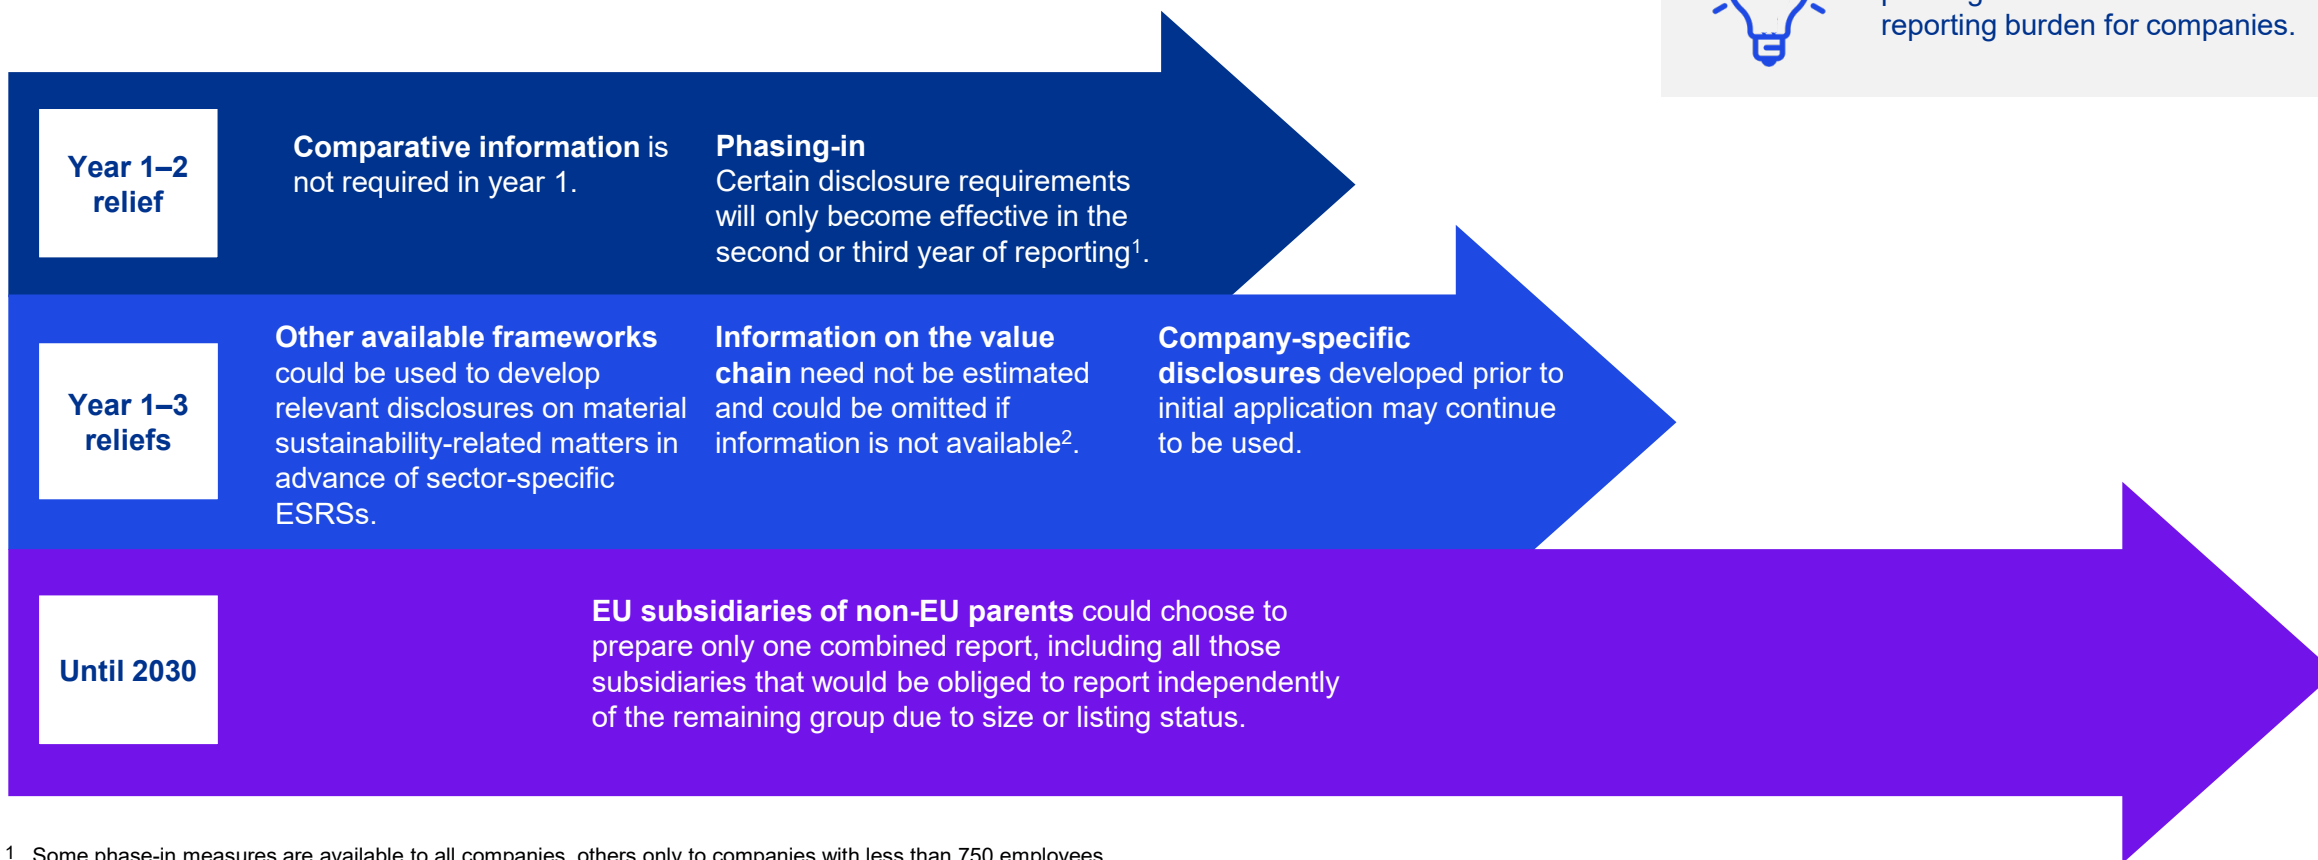 reporting burden for companies.
Year 1–2
relief
Comparative information is
not required in year 1.
Phasing-in
Certain disclosure requirements
will only become effective in the
second or third year of reporting1.
Year 1–3
reliefs
Other available frameworks
could be used to develop
relevant disclosures on material
sustainability-related matters in
advance of sector-specific
ESRSs.
Information on the value
chain need not be estimated
and could be omitted if
information is not available2.
Company-specific
disclosures developed prior to
initial application may continue
to be used.
Until 2030
EU subsidiaries of non-EU parents could choose to
prepare only one combined report, including all those
subsidiaries that would be obliged to report independently
of the remaining group due to size or listing status.
1 Some phase-in measures are available to all companies, others only to companies with less than 750 employees